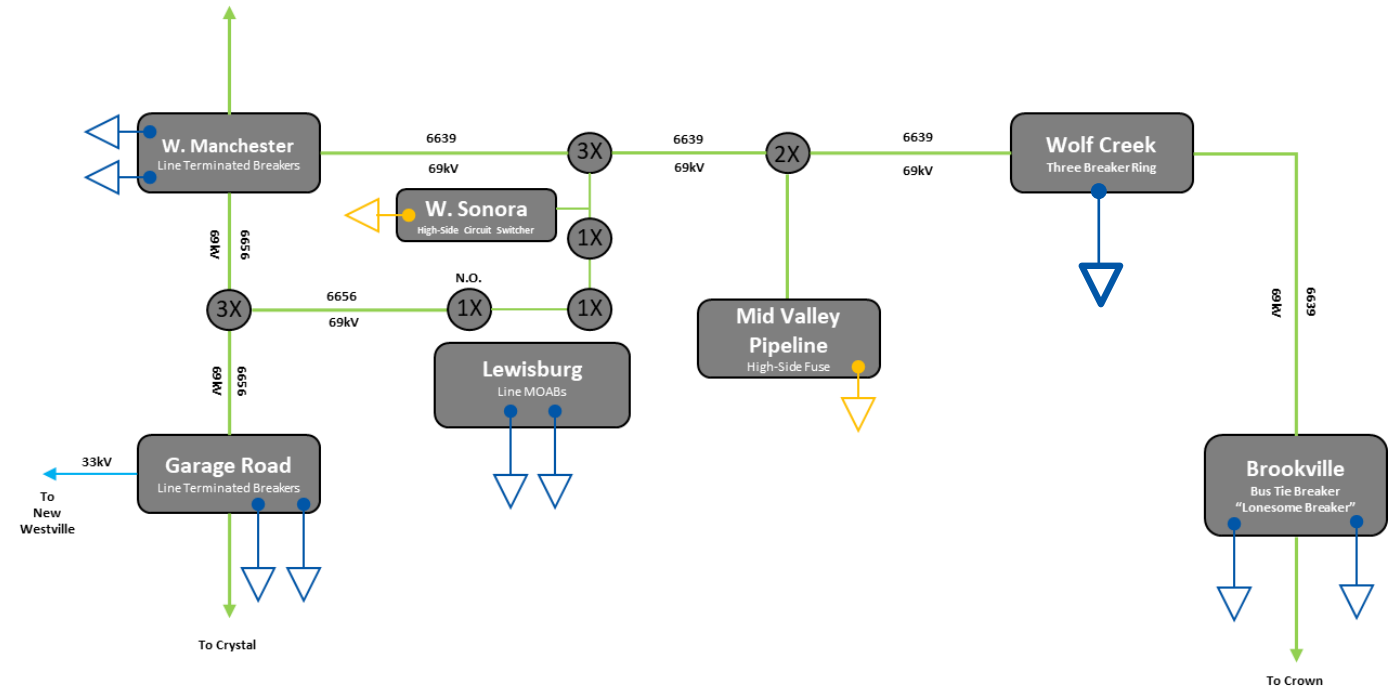 W. Manchester
Line Terminated Breakers
6639
69kV
3X
6639
69kV
2X
6639
69kV
Wolf Creek
Three Breaker Ring
W. Sonora
High-Side Circuit Switcher
1X
6656
69kV
3X
6656
69kV
N.O.
1X
1X
Mid Valley
Pipeline
High-Side Fuse
6639
69kV
Lewisburg
Line MOABs
6656
69kV
Garage Road
Line Terminated Breakers
33kV
To
New
Westville
Brookville
Bus Tie Breaker
“Lonesome Breaker”
To Crystal
To Crown